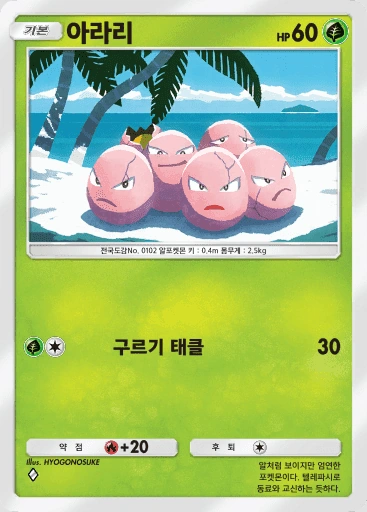 기본 아라리 HP 60
전국도감No. 0102 알포켓몬 키 : 0.4m 몸무게 : 2.5kg
구르기 태클 30
약점 +20 후퇴
Illus. HYOGONOSUKE
알처럼 보이지만 엄연한
포켓몬이다. 텔레파시로
동료와 교신하는 듯하다.